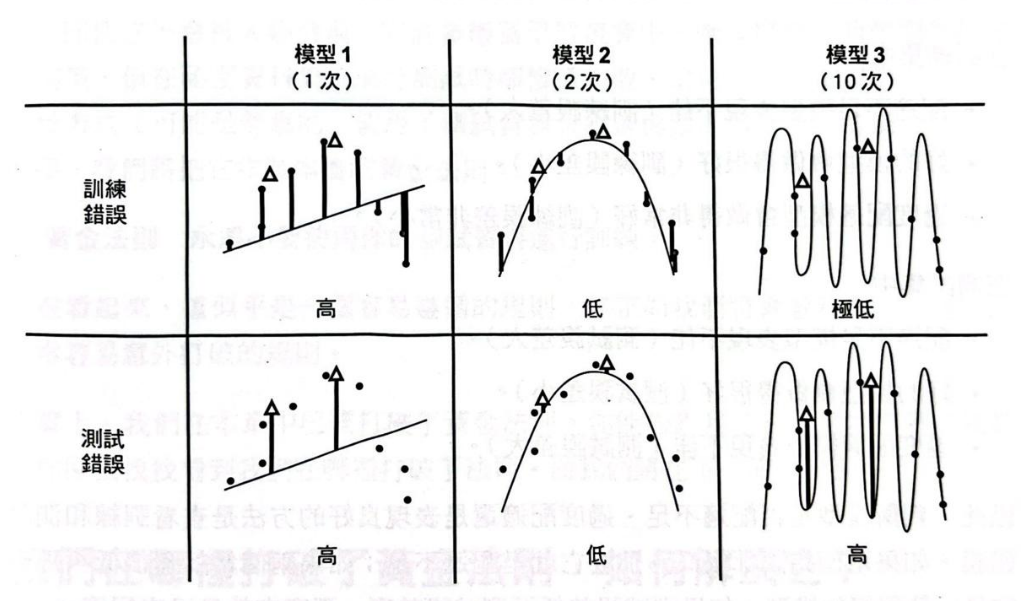 模型1
（1次）
模型2
（2次）
模型3
（10次）
訓練
錯誤
高
低
極低
測試
錯誤
高
低
高